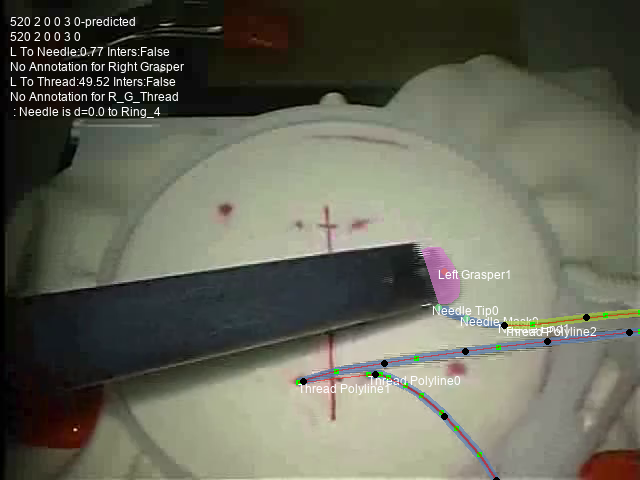 520 2 0 0 3 0-predicted
520 2 0 0 3 0
L To Needle:0.77 Inters:False
No Annotation for Right Grasper
L To Thread:49.52 Inters:False
No Annotation for R_G_Thread
: Needle is d=0.0 to Ring_4
Left Grasper1
Needle Tip0
Needle Mask0
Thread Polyline2
Thread Polyline0
Thread Polyline1